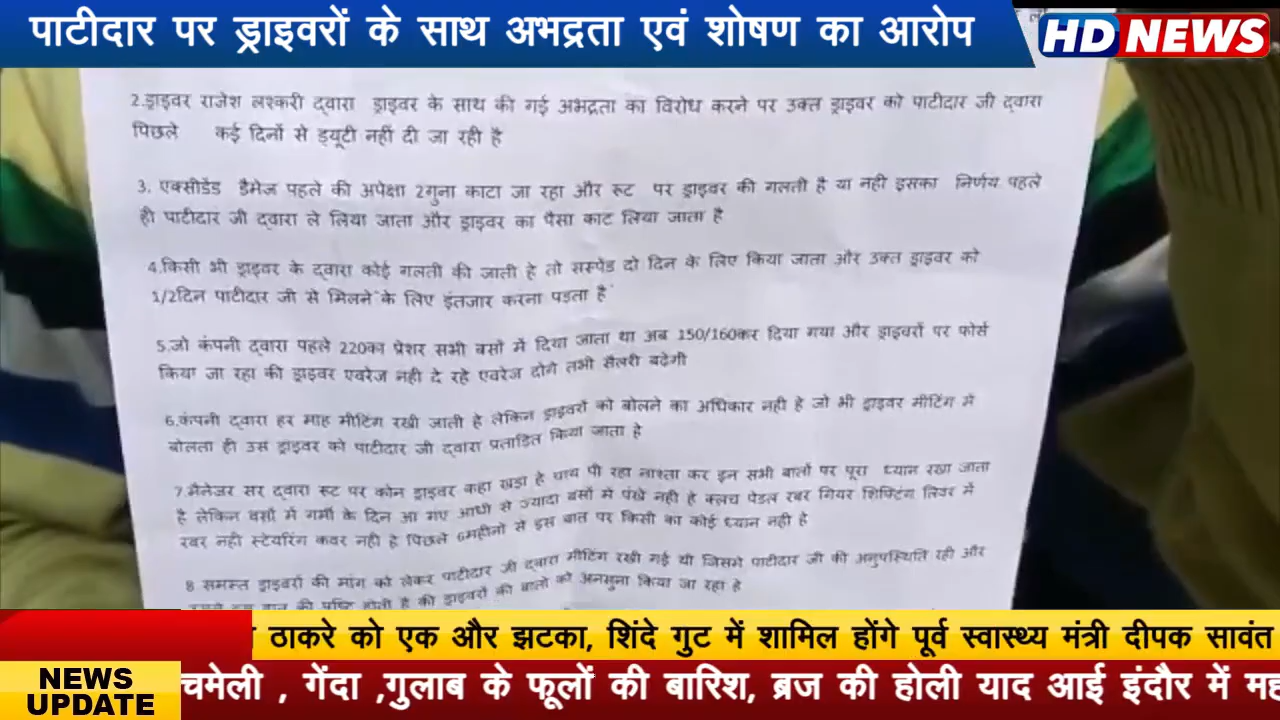 पाटीदार पर ड्राइवरों के साथ अभद्रता एवं शोषण का आरोप
HD NEWS
2.ड्राइवर राजेश लश्करी द्वारा ड्राइवर के साथ की गई अभद्रता का विरोध करने पर उक्त ड्राइवर को पाटीदार जी द्वारा
पिछले कई दिनों से ड्यूटी नहीं दी जा रही है
3. एक्सीडेंड डैमेज पहले की अपेक्षा 2गुना काटा जा रहा और रूट पर ड्राइवर की गलती है या नही इसका निर्णय पहले
ही पाटीदार जी द्वारा ले लिया जाता और ड्राइवर का पैसा काट लिया जाता है
4.किसी भी ड्राइवर के द्वारा कोई गलती की जाती हे तो सस्पेंड दो दिन के लिए किया जाता और उक्त ड्राइवर को
1/2दिन पाटीदार जी से मिलने के लिए इंतजार करना पड़ता है
5.जो कंपनी द्वारा पहले 220का प्रेशर सभी बसों में दिया जाता था अब 150/160कर दिया गया और ड्राइवरों पर फोर्स
किया जा रहा की ड्राइवर एवरेज नही दे रहे एवरेज दोगे तभी सैलरी बढ़ेगी
6.कंपनी द्वारा हर माह मीटिंग रखी जाती हे लेकिन ड्राइवरों को बोलने का अधिकार नही हे जो भी ड्राइवर मीटिंग मे
बोलता ही उस ड्राइवर को पाटीदार जी द्वारा प्रताड़ित किया जाता हे
7.मैनेजर सर द्वारा रूट पर कोन ड्राइवर कहा खड़ा हे चाय पी रहा नाश्ता कर इन सभी बातों पर पूरा ध्यान रखा जाता
है लेकिन बसों में गर्मी के दिन आ गए आधी से ज्यादा बसों मे पंखे नही हे क्लच पेडल रबर गियर शिफ्टिंग लिवर में
रबर नही स्टेयरिंग कवर नही हे पिछले 6महीनो से इस बात पर किसी का कोई ध्यान नही हे
8 समस्त ड्राइवरों की मांग को लेकर पाटीदार जी द्वारा मीटिंग रखी गई थी जिसमे पाटीदार जी की अनुपस्थिति रही और
इस बात की पुष्टि होती है की ड्राइवरों की बातो को अनसुना किया जा रहा हे
ठाकरे को एक और झटका, शिंदे गुट में शामिल होंगे पूर्व स्वास्थ्य मंत्री दीपक सावंत
NEWS UPDATE
चमेली , गेंदा ,गुलाब के फूलों की बारिश, ब्रज की होली याद आई इंदौर में